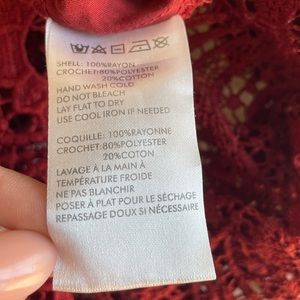 SHELL: 100%RAYON
CROCHET:80%POLYESTER
20%COTTON
HAND WASH COLD
DO NOT BLEACH
LAY FLAT TO DRY
USE COOL IRON IF NEEDED
COQUILLE: 100%RAYONNE
CROCHET:80%POLYESTER
20%COTON
LAVAGE À LA MAIN À
TEMPÉRATURE FROIDE
NE PAS BLANCHIR
POSER À PLAT POUR LE SÉCHAGE
REPASSAGE DOUX SI NÉCESSAIRE